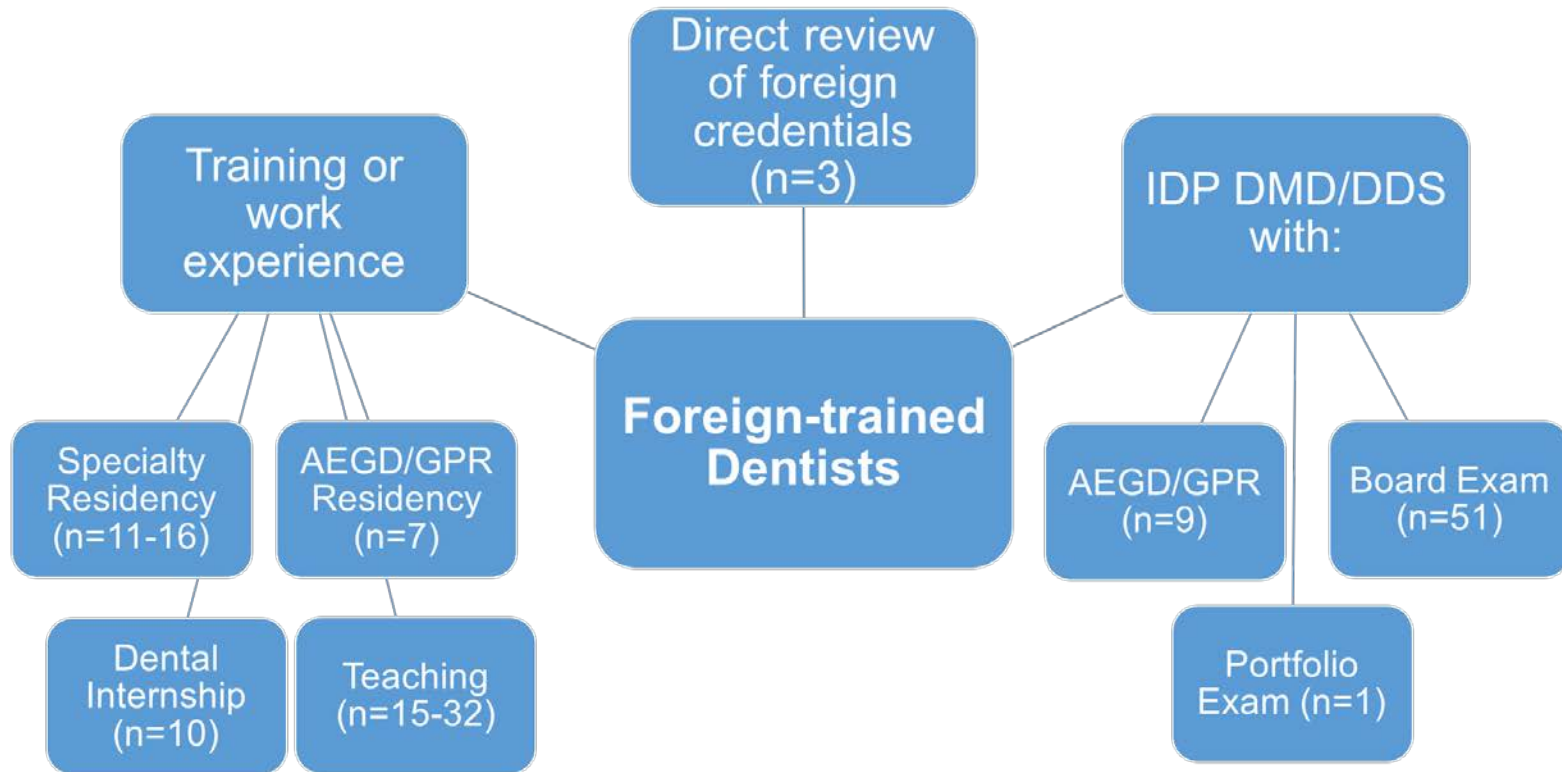 Direct review
of foreign
credentials
(n=3)
Training or
work
experience
IDP DMD/DDS
with:
Foreign-trained
Dentists
Specialty
Residency
(n=11-16)
AEGD/GPR
Residency
(n=7)
AEGD/GPR
(n=9)
Board Exam
(n=51)
Dental
Internship
(n=10)
Teaching
(n=15-32)
Portfolio
Exam (n=1)